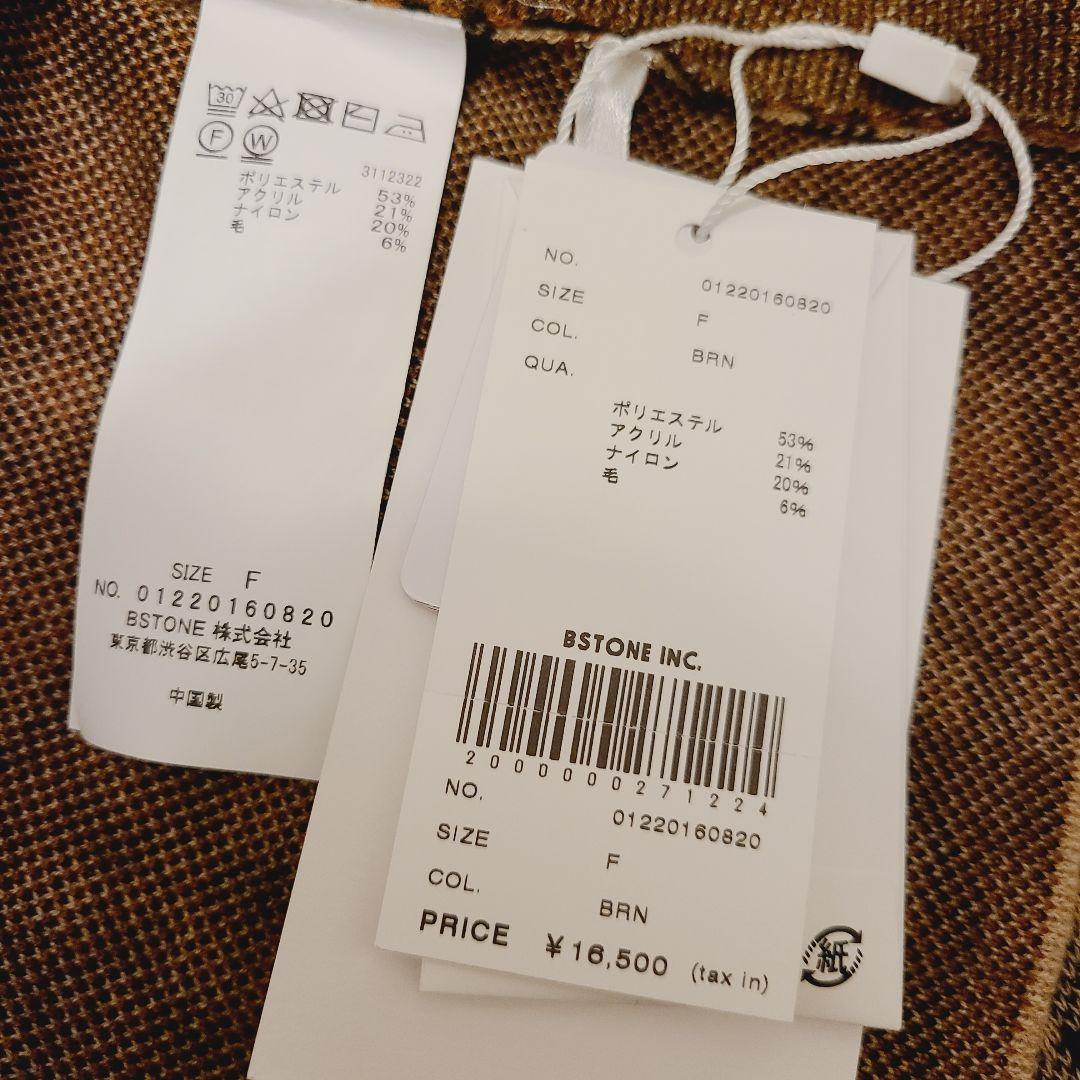 30
F W
3112322
ポリエステル 53%
アクリル 21%
ナイロン 20%
毛 6%
SIZE F
NO. 01220160820
BSTONE 株式会社
東京都渋谷区広尾5-7-35
中国製
NO. 01220160820
SIZE F
COL. BRN
QUA.
ポリエステル 53%
アクリル 21%
ナイロン 20%
毛 6%
BSTONE INC.
2000000271224
NO. 01220160820
SIZE F
COL. BRN
PRICE ¥16,500 (tax in)
紙